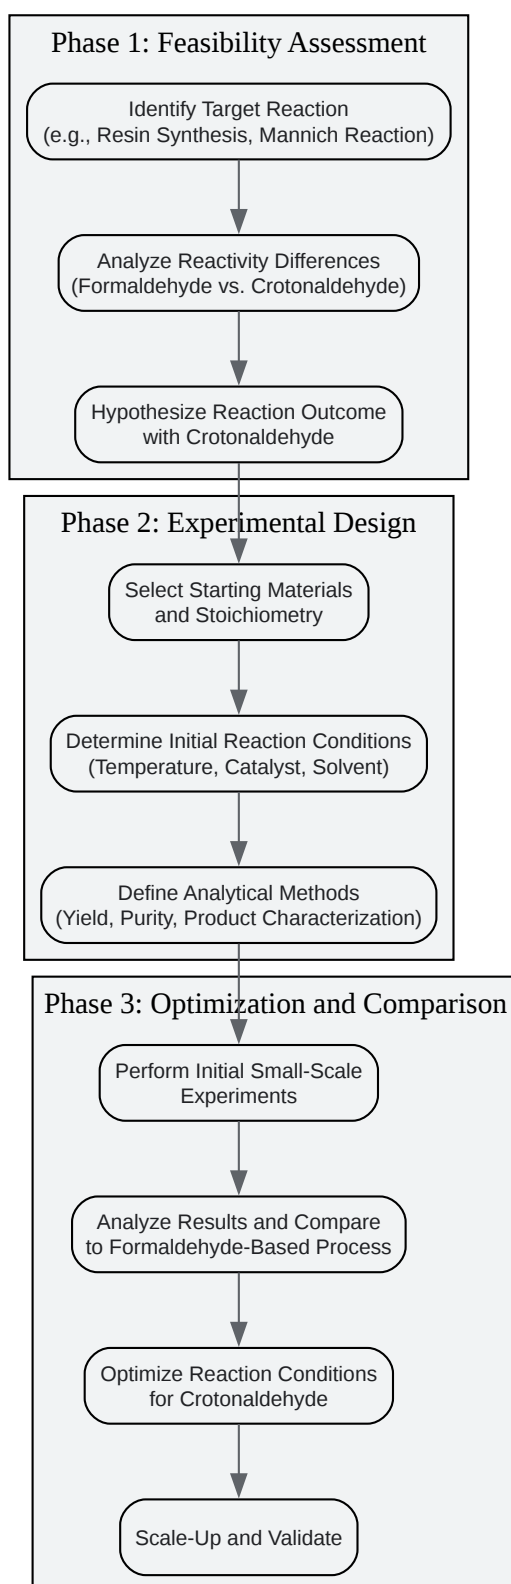 Phase 1: Feasibility Assessment
Identify Target Reaction
(e.g., Resin Synthesis, Mannich Reaction)
Analyze Reactivity Differences
(Formaldehyde vs. Crotonaldehyde)
Hypothesize Reaction Outcome
with Crotonaldehyde
Phase 2: Experimental Design
Select Starting Materials
and Stoichiometry
Determine Initial Reaction Conditions
(Temperature, Catalyst, Solvent)
Define Analytical Methods
(Yield, Purity, Product Characterization)
Phase 3: Optimization and Comparison
Perform Initial Small-Scale
Experiments
Analyze Results and Compare
to Formaldehyde-Based Process
Optimize Reaction Conditions
for Crotonaldehyde
Scale-Up and Validate